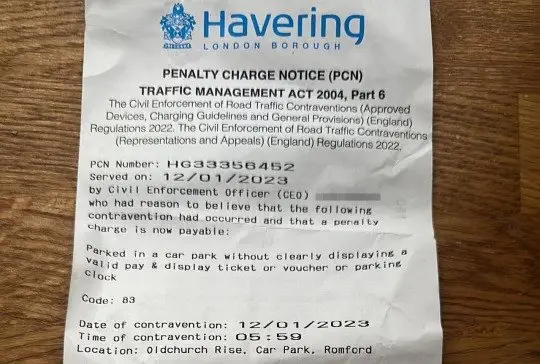 Havering
LONDON BOROUGH
PENALTY CHARGE NOTICE (PCN)
TRAFFIC MANAGEMENT ACT 2004, Part 6
The Civil Enforcement of Road Traffic Contraventions (Approved
Devices, Charging Guidelines and General Provisions) (England)
Regulations 2022. The Civil Enforcement of Road Traffic Contraventions
(Representations and Appeals) (England) Regulations 2022.
PCN Number: HG33356452
Served on: 12/01/2023
by Civil Enforcement Officer (CEO)
who had reason to believe that the following
contravention had occurred and that a penalty
charge is now payable:
Parked in a car park without clearly displaying a
valid pay & display ticket or voucher or parking
clock
Code: 83
Date of contravention: 12/01/2023
Time of contravention: 05:59
Location: Oldchurch Rise, Car Park, Romford